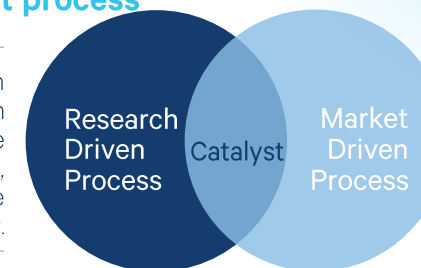 t process
Research
Driven
Process
Catalyst
Market
Driven
Process